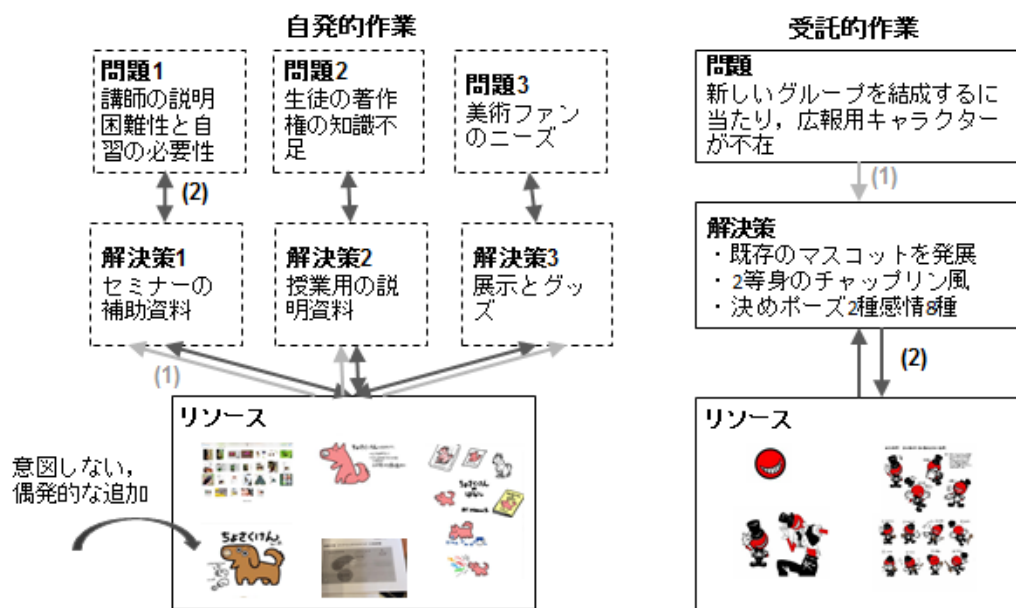 自発的作業
問題1
講師の説明
困難性と自
習の必要性
問題2
生徒の著作
権の知識不
足
問題3
美術ファン
のニーズ
(2)
解決策1
セミナーの
補助資料
解決策2
授業用の説
明資料
解決策3
展示とグッ
ズ
(1)
リソース
意図しない,
偶発的な追加
ちょさくけん
受託的作業
問題
新しいグループを結成するに
当たり，広報用キャラクター
が不在
(1)
解決策
・既存のマスコットを発展
・2等身のチャップリン風
・決めポーズ2種感情8種
(2)
リソース